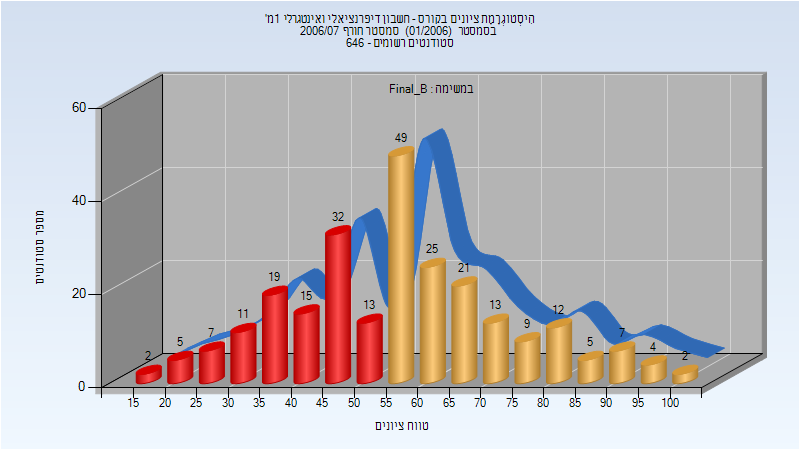 היסטוגרמת ציונים בקורס - חשבון דיפרנציאלי ואינטגרלי 1מ'
בסמסטר (01/2006) סמסטר חורף 2006/07
סטודנטים רשומים - 646
במשימה : Final_B
מספר סטודנטים
60
40
20
0
2 5 7 11 19 15 32 13 49 25 21 13 9 12 5 7 4 2
15 20 25 30 35 40 45 50 55 60 65 70 75 80 85 90 95 100
טווח ציונים